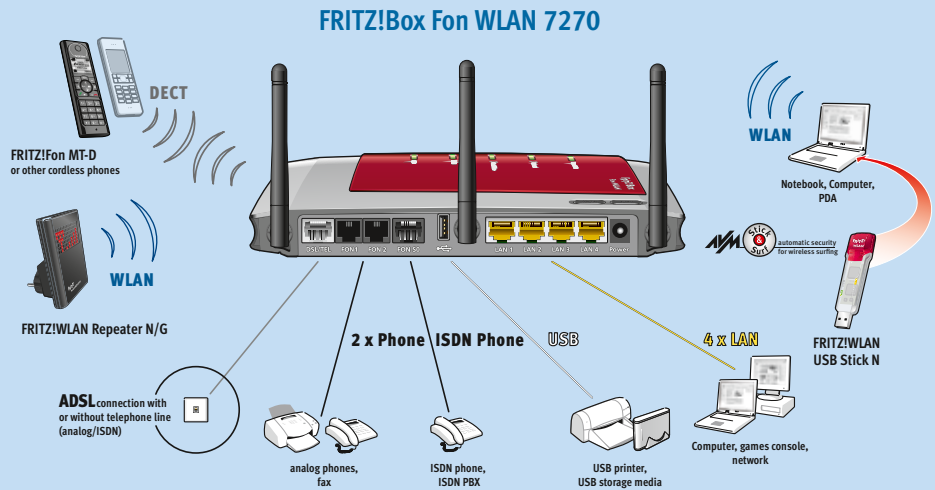 FRITZ!Box Fon WLAN 7270
DECT
FRITZ!Fon MT-D
or other cordless phones
WLAN
FRITZ!WLAN Repeater N/G
DSL/TEL
FON 1
FON 2
FON S0
LAN 1
LAN 2
LAN 3
LAN 4
Power
WLAN
Notebook, Computer,
PDA
AVM
Stick
&
Surf
automatic security
for wireless surfing
FRITZ!WLAN
USB Stick N
2 x Phone
ISDN Phone
USB
4 x LAN
ADSL connection with
or without telephone line
(analog/ISDN)
analog phones,
fax
ISDN phone,
ISDN PBX
USB printer,
USB storage media
Computer, games console,
network